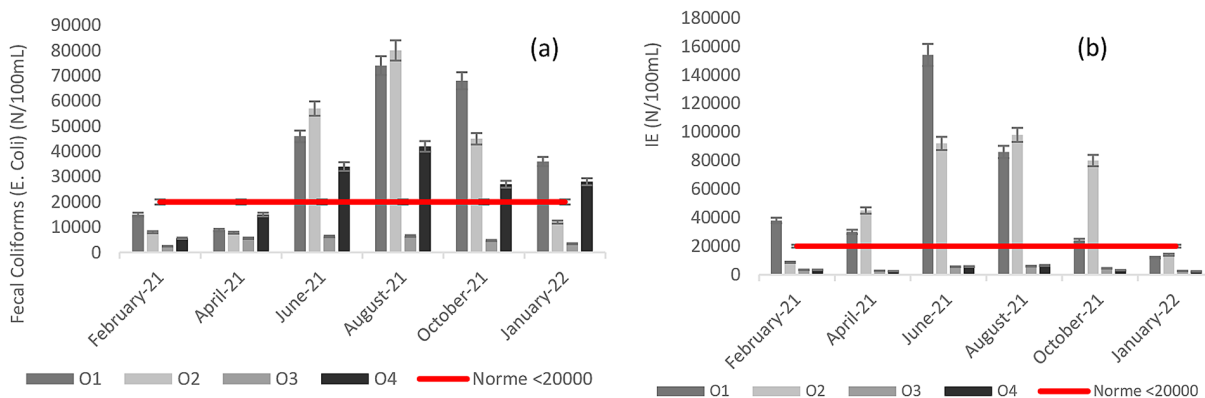 Fecal Coliforms (E. Coli) (N/100mL)
90000
80000
70000
60000
50000
40000
30000
20000
10000
0
(a)
February-21
April-21
June-21
August-21
October-21
January-22
O1
O2
O3
O4
Norme <20000
IE (N/100mL)
180000
160000
140000
120000
100000
80000
60000
40000
20000
0
(b)
February-21
April-21
June-21
August-21
October-21
January-22
O1
O2
O3
O4
Norme <20000